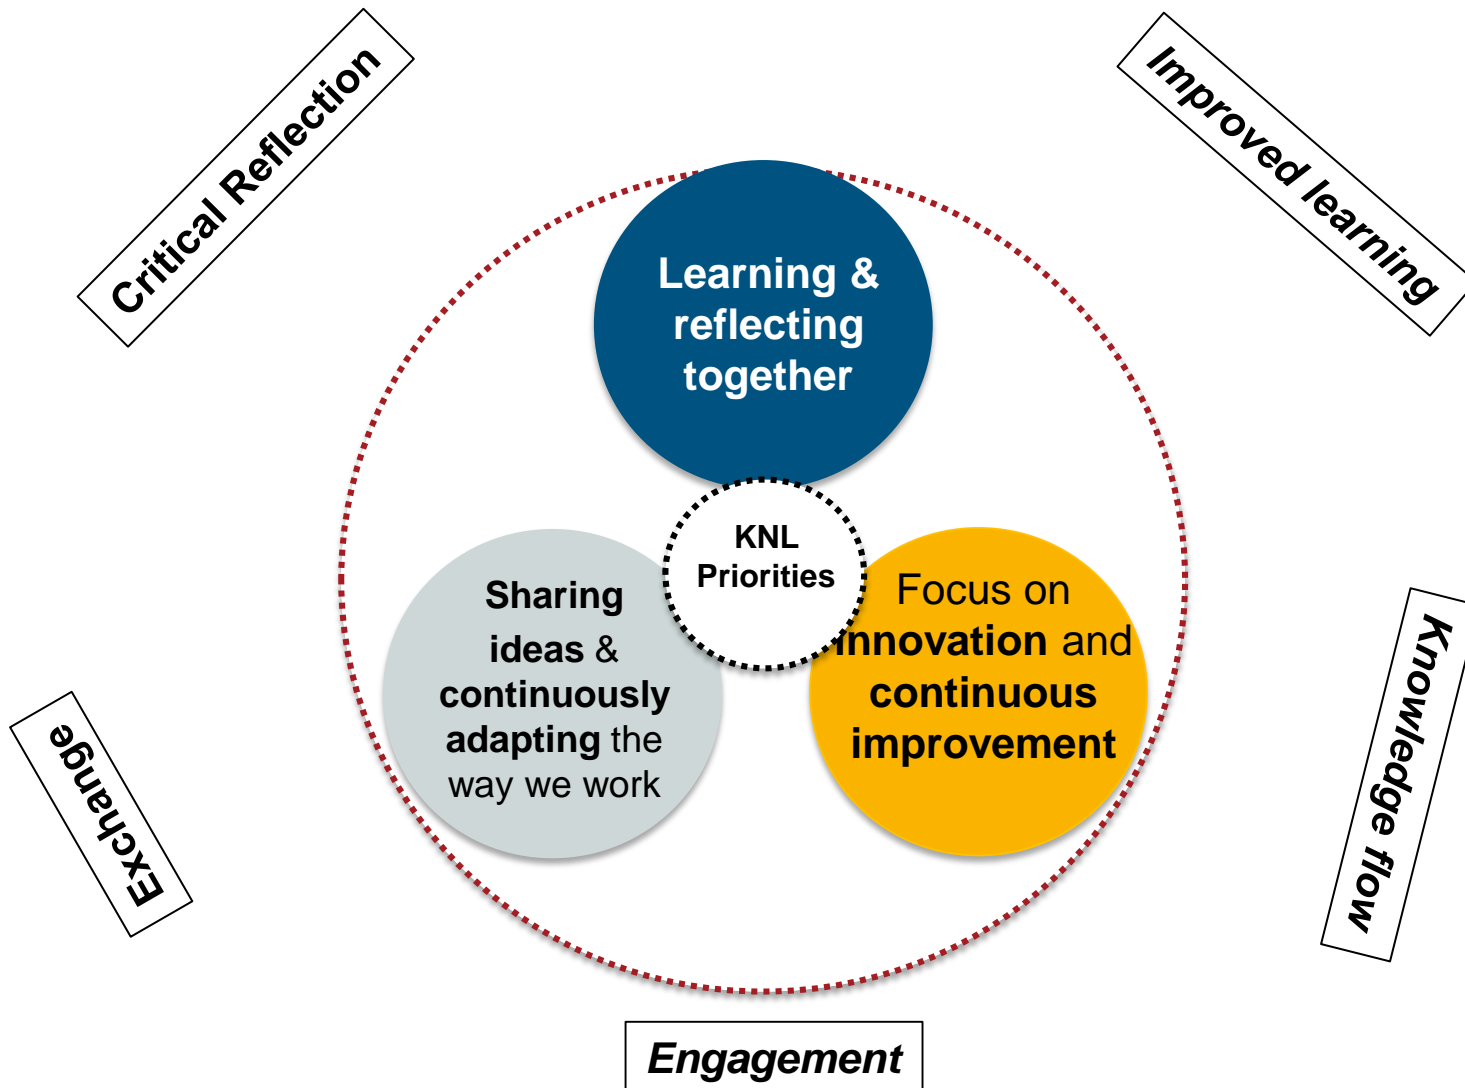 Critical Reflection
Improved learning
Learning &
reflecting
together
KNL
Priorities
Sharing
ideas &
continuously
adapting the
way we work
Focus on
innovation and
continuous
improvement
Exchange
Knowledge flow
Engagement